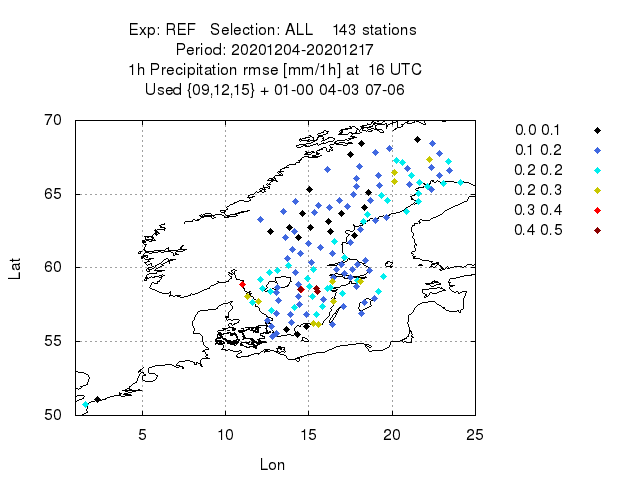 Exp: REF   Selection: ALL    143 stations
Period: 20201204-20201217
1h Precipitation rmse [mm/1h] at  16 UTC
Used {09,12,15} + 01-00 04-03 07-06
70
65
60
55
50
Lat
5 10 15 20 25
Lon
0.0 0.1
0.1 0.2
0.2 0.2
0.2 0.3
0.3 0.4
0.4 0.5